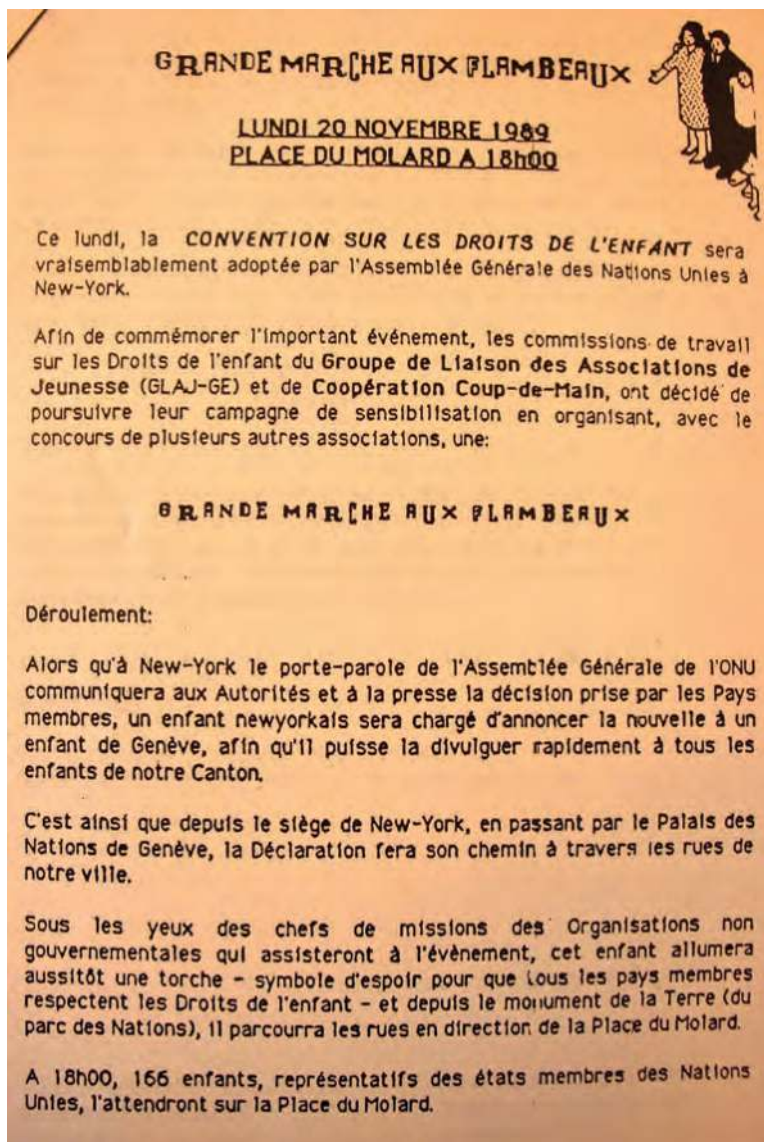 GRANDE MARCHE AUX FLAMBEAUX
LUNDI 20 NOVEMBRE 1989
PLACE DU MOLARD A 18h00
Ce lundi, la CONVENTION SUR LES DROITS DE L'ENFANT sera
vraisemblablement adoptée par l'Assemblée Générale des Nations Unies à
New-York.
Afin de commémorer l'important événement, les commissions de travail
sur les Droits de l'enfant du Groupe de Liaison des Associations de
Jeunesse (GLAJ-GE) et de Coopération Coup-de-Main, ont décidé de
poursuivre leur campagne de sensibilisation en organisant, avec le
concours de plusieurs autres associations, une:
GRANDE MARCHE AUX FLAMBEAUX
Déroulement:
Alors qu'à New-York le porte-parole de l'Assemblée Générale de l'ONU
communiquera aux Autorités et à la presse la décision prise par les Pays
membres, un enfant newyorkais sera chargé d'annoncer la nouvelle à un
enfant de Genève, afin qu'il puisse la divulguer rapidement à tous les
enfants de notre Canton.
C'est ainsi que depuis le siège de New-York, en passant par le Palais des
Nations de Genève, la Déclaration fera son chemin à travers les rues de
notre ville.
Sous les yeux des chefs de missions des Organisations non
gouvernementales qui assisteront à l'évènement, cet enfant allumera
aussitôt une torche - symbole d'espoir pour que tous les pays membres
respectent les Droits de l'enfant - et depuis le monument de la Terre (du
parc des Nations), il parcourra les rues en direction de la Place du Molard.
A 18h00, 166 enfants, représentatifs des états membres des Nations
Unies, l'attendront sur la Place du Molard.